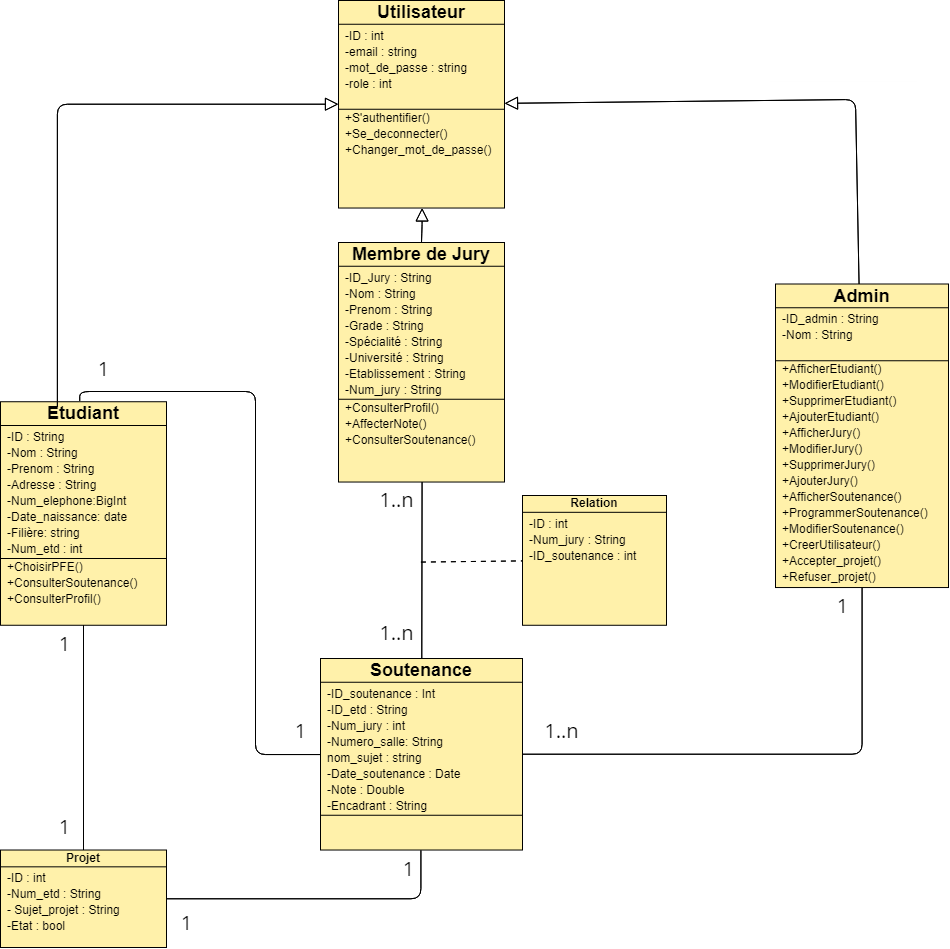 Utilisateur
-ID : int
-email : string
-mot_de_passe : string
-role : int
+S'authentifier()
+Se_deconnecter()
+Changer_mot_de_passe()
Membre de Jury
-ID_Jury : String
-Nom : String
-Prenom : String
-Grade : String
-Spécialité : String
-Université : String
-Etablissement : String
-Num_jury : String
+ConsulterProfil()
+AffecterNote()
+ConsulterSoutenance()
Admin
-ID_admin : String
-Nom : String
+AfficherEtudiant()
+ModifierEtudiant()
+SupprimerEtudiant()
+AjouterEtudiant()
+AfficherJury()
+ModifierJury()
+SupprimerJury()
+AjouterJury()
+AfficherSoutenance()
+ProgrammerSoutenance()
+ModifierSoutenance()
+CreerUtilisateur()
+Accepter_projet()
+Refuser_projet()
1
Etudiant
-ID : String
-Nom : String
-Prenom : String
-Adresse : String
-Num_elephone:BigInt
-Date_naissance: date
-Filière: string
-Num_etd : int
+ChoisirPFE()
+ConsulterSoutenance()
+ConsulterProfil()
1..n
Relation
-ID : int
-Num_jury : String
-ID_soutenance : int
1
1..n
1
Soutenance
-ID_soutenance : Int
-ID_etd : String
-Num_jury : int
-Numero_salle: String
nom_sujet : string
-Date_soutenance : Date
-Note : Double
-Encadrant : String
1
1..n
1
Projet
-ID : int
-Num_etd : String
- Sujet_projet : String
-Etat : bool
1
1